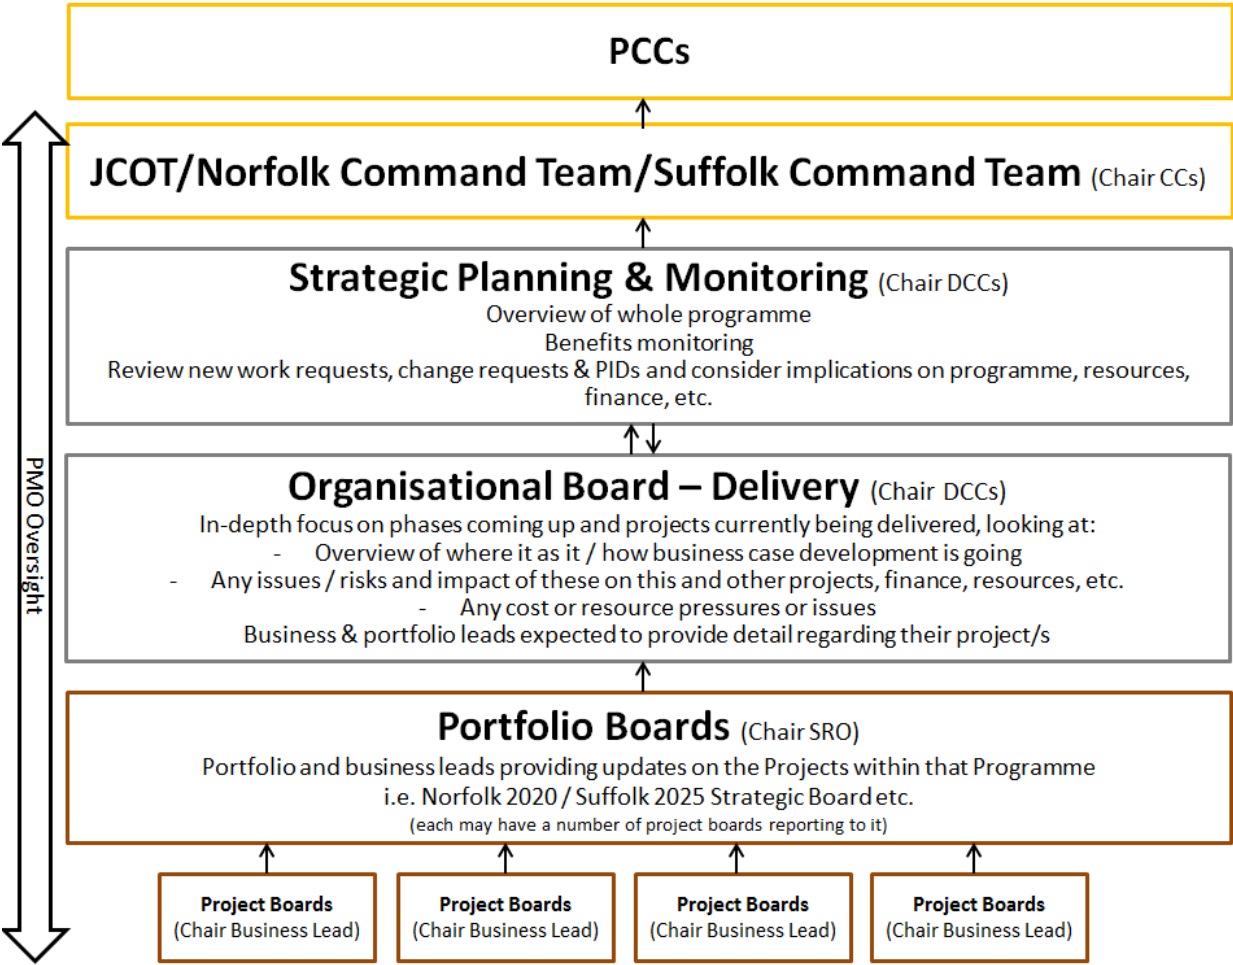 PCCs
JCOT/Norfolk Command Team/Suffolk Command Team (Chair CCs)
Strategic Planning & Monitoring (Chair DCCs)
Overview of whole programme
Benefits monitoring
Review new work requests, change requests & PIDs and consider implications on programme, resources,
finance, etc.
PMO Oversight
Organisational Board – Delivery (Chair DCCs)
In-depth focus on phases coming up and projects currently being delivered, looking at:
- Overview of where it as it / how business case development is going
- Any issues / risks and impact of these on this and other projects, finance, resources, etc.
- Any cost or resource pressures or issues
Business & portfolio leads expected to provide detail regarding their project/s
Portfolio Boards (Chair SRO)
Portfolio and business leads providing updates on the Projects within that Programme
i.e. Norfolk 2020 / Suffolk 2025 Strategic Board etc.
(each may have a number of project boards reporting to it)
Project Boards
(Chair Business Lead)
Project Boards
(Chair Business Lead)
Project Boards
(Chair Business Lead)
Project Boards
(Chair Business Lead)